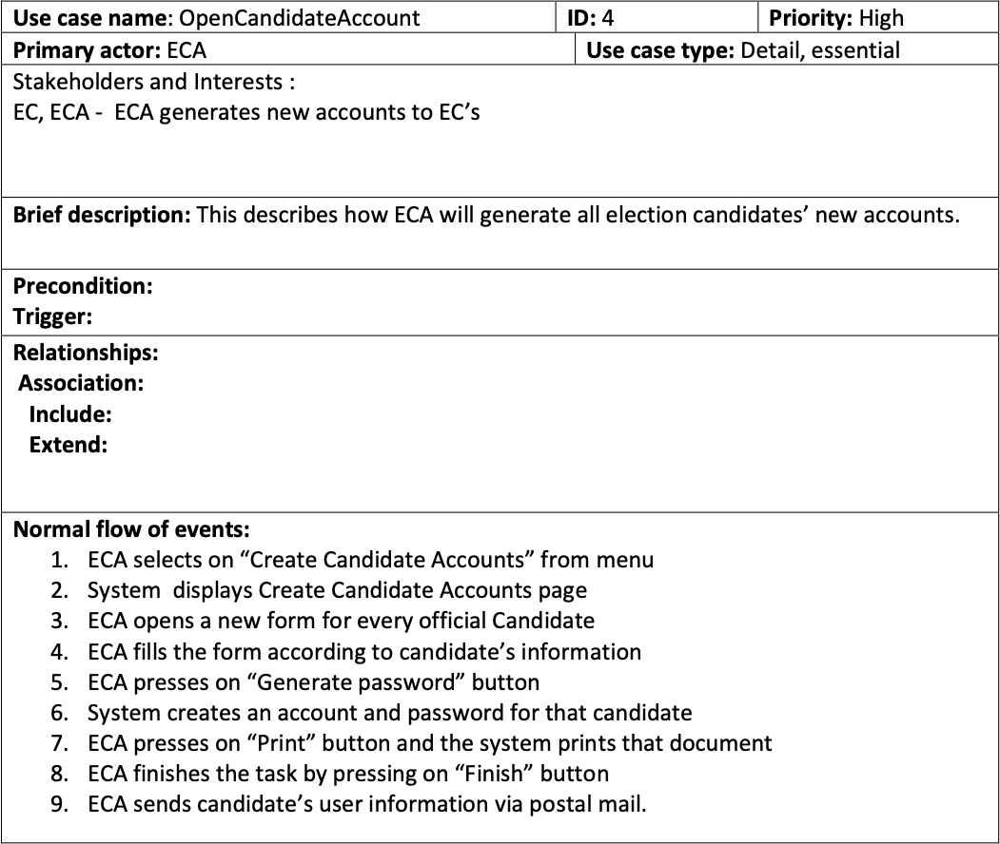 Use case name: OpenCandidateAccount ID: 4 Priority: High
Primary actor: ECA Use case type: Detail, essential
Stakeholders and Interests :
EC, ECA - ECA generates new accounts to EC’s
Brief description: This describes how ECA will generate all election candidates’ new accounts.
Precondition:
Trigger:
Relationships:
Association:
Include:
Extend:
Normal flow of events:
1. ECA selects on “Create Candidate Accounts” from menu
2. System displays Create Candidate Accounts page
3. ECA opens a new form for every official Candidate
4. ECA fills the form according to candidate’s information
5. ECA presses on “Generate password” button
6. System creates an account and password for that candidate
7. ECA presses on “Print” button and the system prints that document
8. ECA finishes the task by pressing on “Finish” button
9. ECA sends candidate’s user information via postal mail.